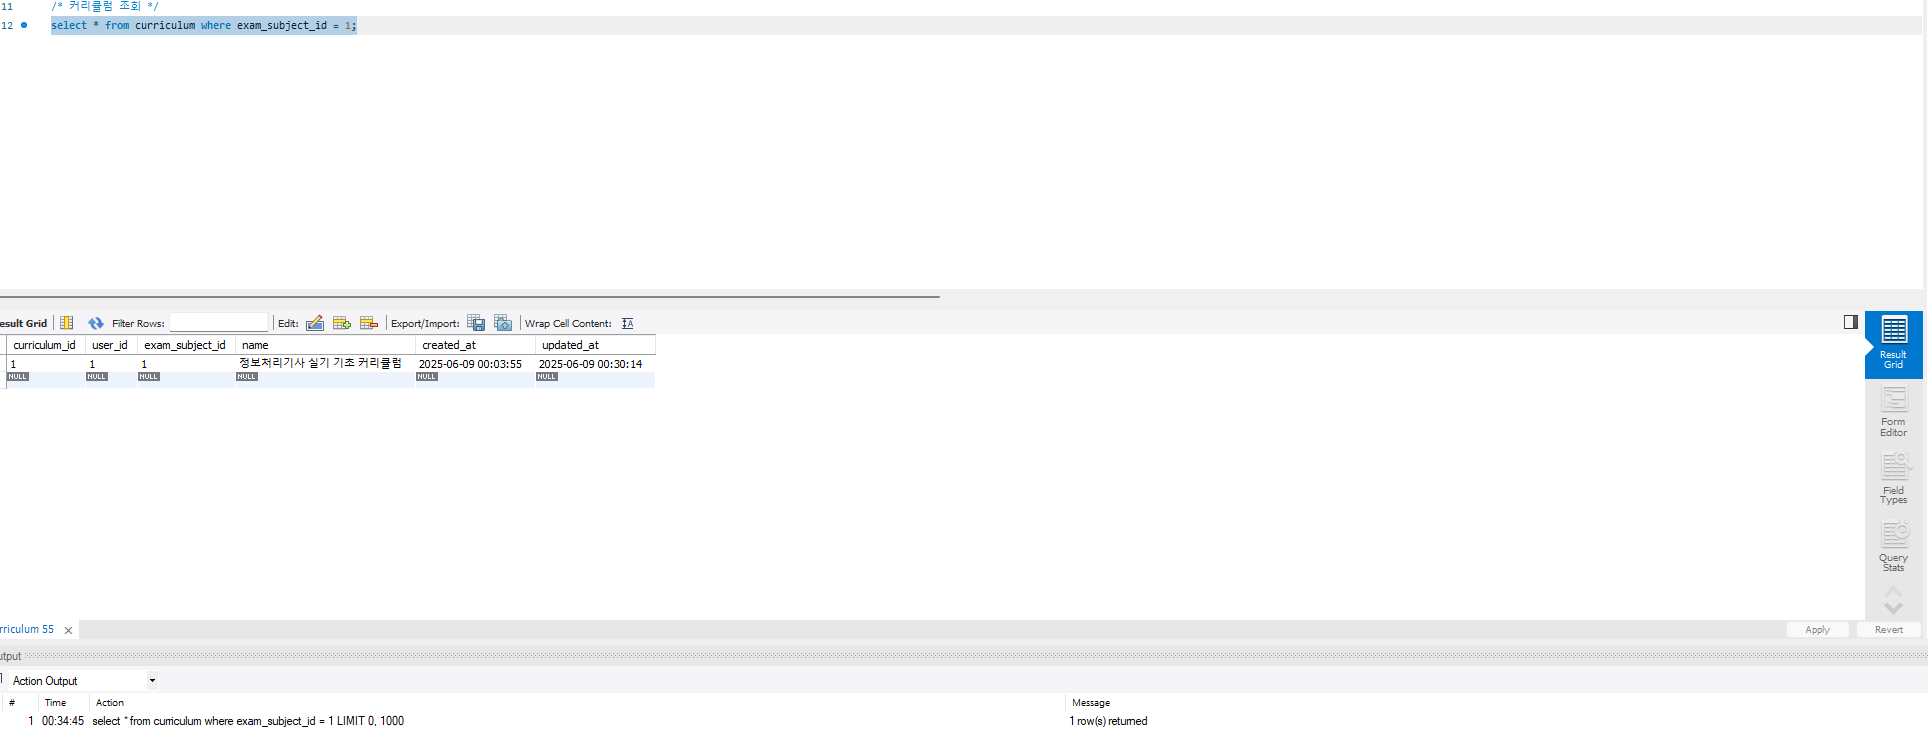 11 /* 커리큘럼 조회 */
12 select * from curriculum where exam_subject_id = 1;
esult Grid Filter Rows: Edit: Export/Import: Wrap Cell Content: IA
curriculum_id user_id exam_subject_id name created_at updated_at
1 1 1 정보처리기사 실기 기초 커리큘럼 2025-06-09 00:03:55 2025-06-09 00:30:14
NULL NULL NULL NULL NULL NULL
Result
Grid
Form
Editor
Field
Types
Query
Stats
rriculum 55
Apply Revert
utput
Action Output
# Time Action Message
1 00:34:45 select * from curriculum where exam_subject_id = 1 LIMIT 0, 1000 1 row(s) returned